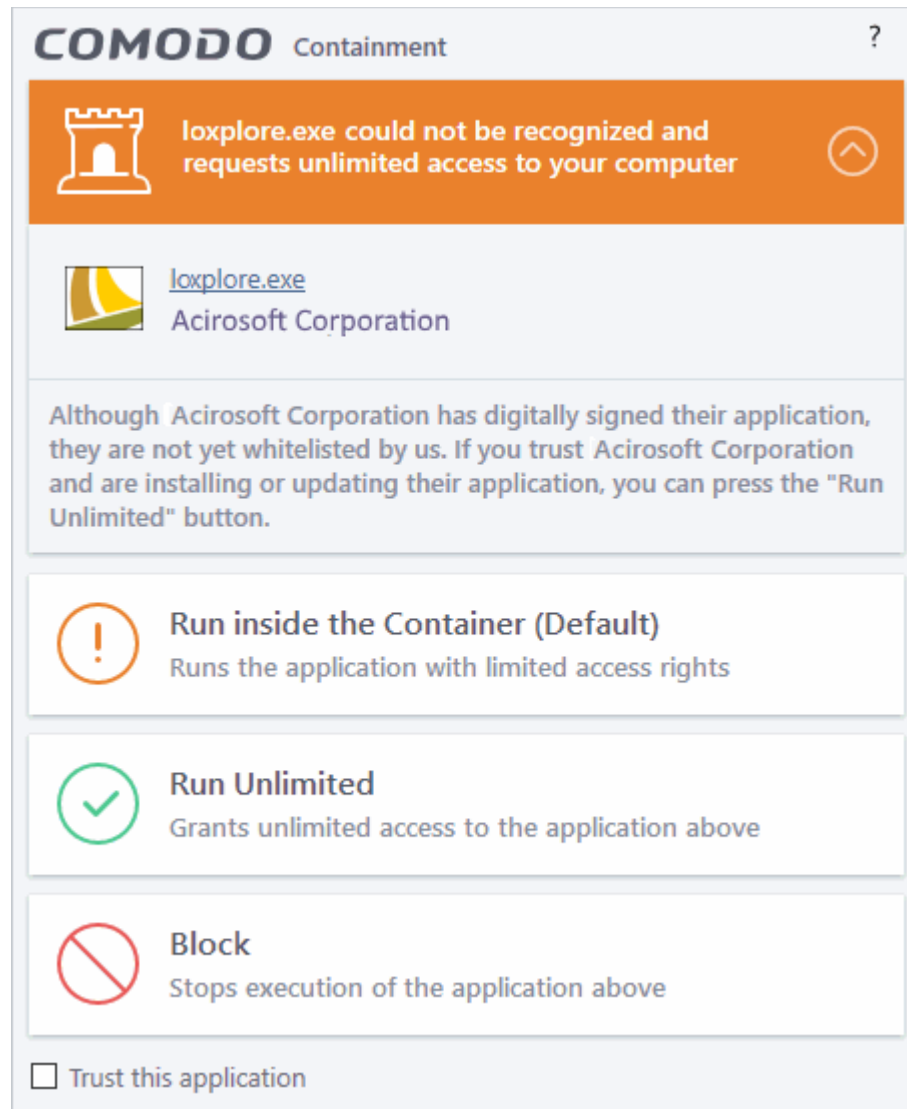 COMODO Containment ?
loxplore.exe could not be recognized and
requests unlimited access to your computer
loxplore.exe
Acirosoft Corporation
Although Acirosoft Corporation has digitally signed their application,
they are not yet whitelisted by us. If you trust Acirosoft Corporation
and are installing or updating their application, you can press the "Run
Unlimited" button.
Run inside the Container (Default)
Runs the application with limited access rights
Run Unlimited
Grants unlimited access to the application above
Block
Stops execution of the application above
Trust this application